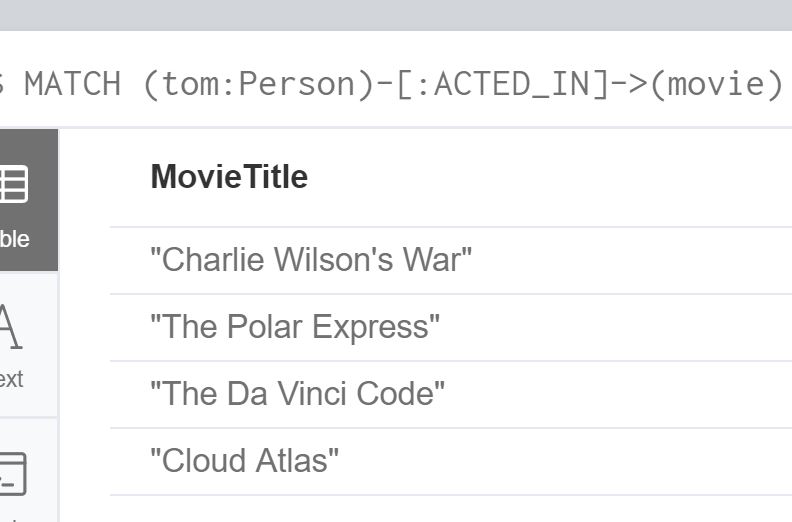 $ MATCH (tom:Person)-[:ACTED_IN]->(movie)
MovieTitle
ble
"Charlie Wilson's War"
"The Polar Express"
A
ext
"The Da Vinci Code"
"Cloud Atlas"